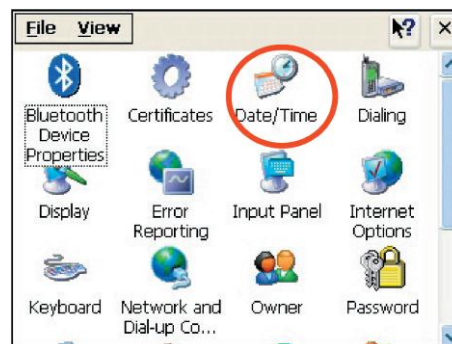 File View
?
×
Bluetooth
Device
Properties
Certificates
Date/Time
Dialing
Display
Error
Reporting
Input Panel
Internet
Options
Keyboard
Network and
Dial-up Co...
Owner
Password